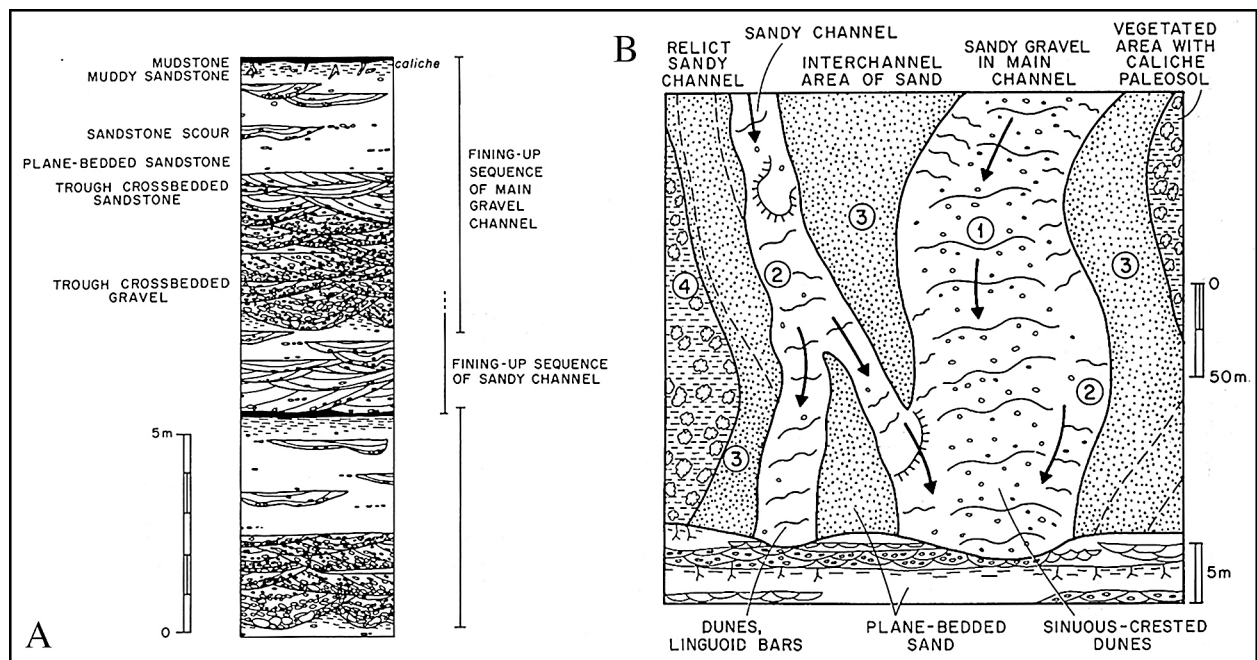 MUDSTONE
MUDDY SANDSTONE
caliche
SANDSTONE SCOUR
PLANE-BEDDED SANDSTONE
TROUGH CROSSBEDDED
SANDSTONE
TROUGH CROSSBEDDED
GRAVEL
FINING-UP
SEQUENCE
OF MAIN
GRAVEL
CHANNEL
FINING-UP SEQUENCE
OF SANDY CHANNEL
5m
0
A
B
RELICT
SANDY
CHANNEL
SANDY CHANNEL
INTERCHANNEL
AREA OF SAND
SANDY GRAVEL
IN MAIN
CHANNEL
VEGETATED
AREA WITH
CALICHE
PALEOSOL
3
1
2
3
4
2
3
0
50m
5m
DUNES,
LINGUOID BARS
PLANE-BEDDED
SAND
SINUOUS-CRESTED
DUNES